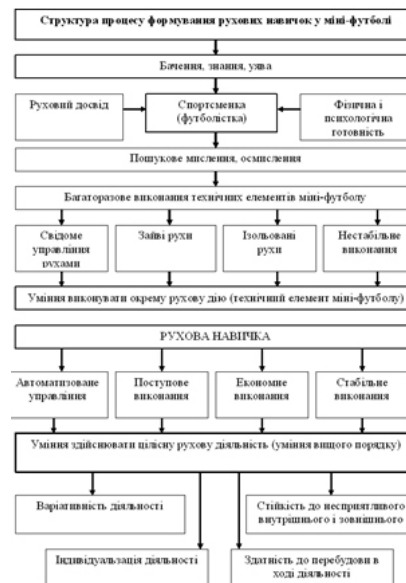 Структура процесу формування рухових навичок у міні-футболі
Бачення, знання, уява
Руховий досвід
Спортсменка
(футболістка)
Фізична і
психологічна
готовність
Пошукове мислення, осмислення
Багаторазове виконання технічних елементів міні-футболу
Свідоме
управління
рухами
Зайві рухи
Ізольовані
рухи
Нестабільне
виконання
Уміння виконувати окрему рухову дію (технічний елемент міні-футболу)
РУХОВА НАВИЧКА
Автоматизоване
управління
Поступове
виконання
Економне
виконання
Стабільне
виконання
Уміння здійснювати цілісну рухову діяльність (уміння вищого порядку)
Варіативність діяльності
Стійкість до несприятливого
внутрішнього і зовнішнього
Індивідуалізація діяльності
Здатність до перебудови в
ході діяльності